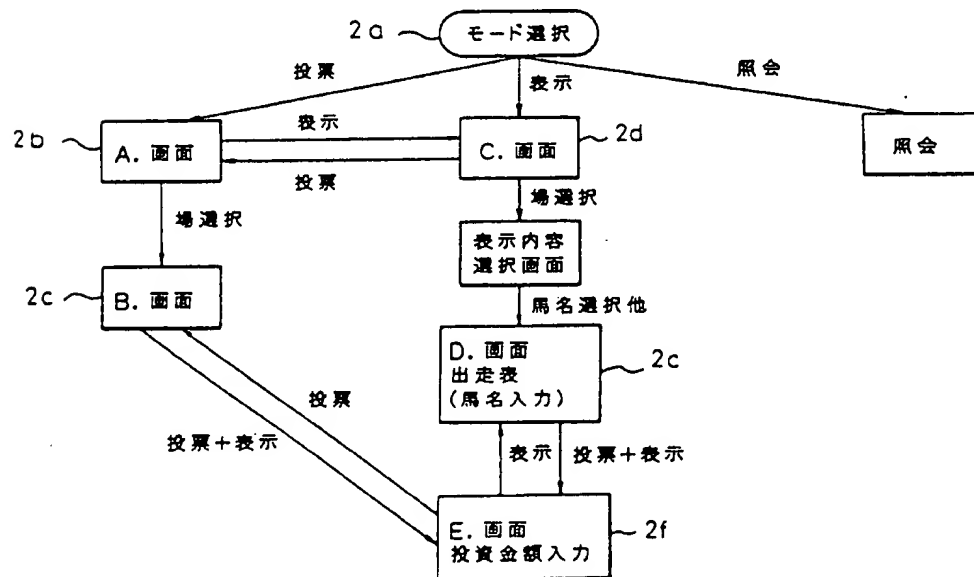 2a
モード選択
投票
表示
照会
2b
A. 画面
表示
投票
C. 画面
2d
照会
場選択
場選択
表示内容
選択画面
2c
B. 画面
馬名選択他
D. 画面
出走表
(馬名入力)
2c
投票
投票+表示
表示
投票+表示
E. 画面
投資金額入力
2f